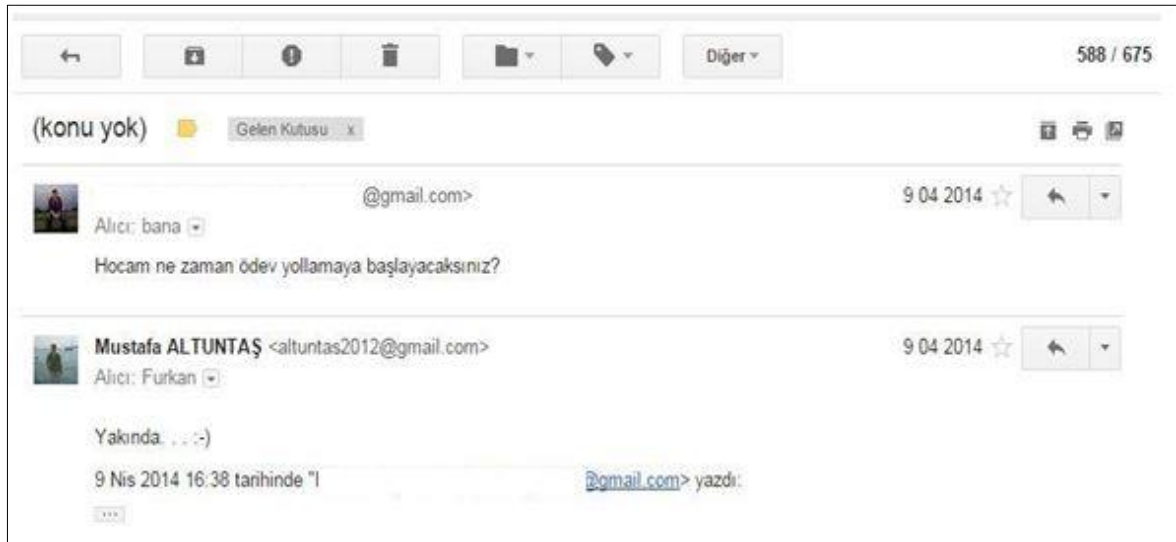 Diğer
588 / 675
(konu yok)
Gelen Kutusu x
@gmail.com>
9 04 2014
Alıcı: bana
Hocam ne zaman ödev yollamaya başlayacaksınız?
Mustafa ALTUNTAŞ <altuntas2012@gmail.com>
9 04 2014
Alıcı: Furkan
Yakında. . . :-)
9 Nis 2014 16:38 tarihinde "I @gmail.com> yazdı:
...